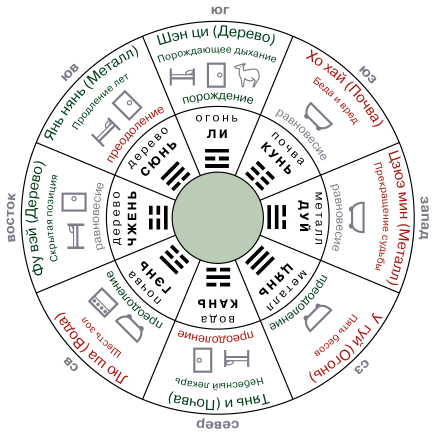 юг
Шэн ци (Дерево)
Порождающее дыхание
порождение
огонь
ЛИ
юз
Хо хай (Почва)
Беда и вред
равновесие
почва
КУНЬ
запад
Цзюэ мин (Металл)
Прекращение судьбы
равновесие
металл
ДУЙ
сз
У гуй (Огонь)
Пять бесов
преодоление
металл
ЦЯНЬ
север
Тянь и (Почва)
Небесный лекарь
преодоление
вода
КАНЬ
св
Лю ша (Вода)
Шесть зол
преодоление
почва
ГЭНЬ
восток
Фу вэй (Дерево)
Скрытая позиция
равновесие
дерево
ЧЖЕНЬ
юв
Янь нянь (Металл)
Продление лет
преодоление
дерево
СЮНЬ